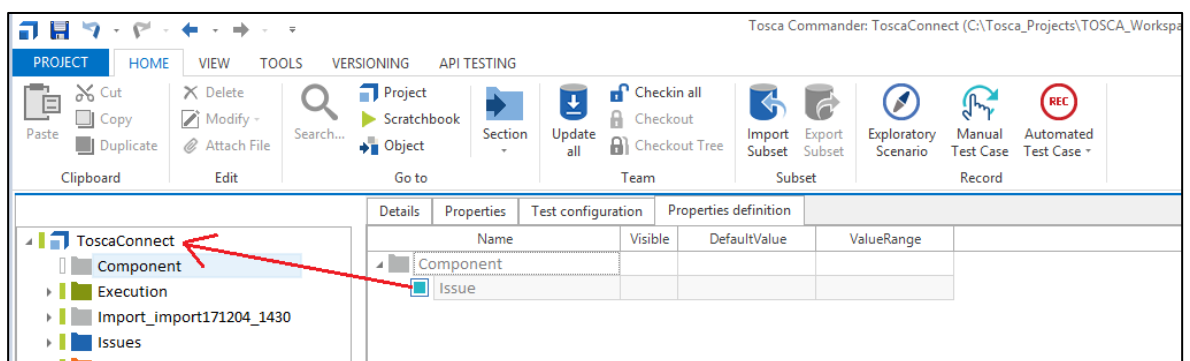 Tosca Commander: ToscaConnect (C:\Tosca_Projects\TOSCA_Workspa
PROJECT HOME VIEW TOOLS VERSIONING API TESTING
Paste
Cut
Copy
Duplicate
Clipboard
Delete
Modify
Attach File
Edit
Search...
Project
Scratchbook
Object
Section
Go to
Update
all
Checkin all
Checkout
Checkout Tree
Team
Import
Subset
Export
Subset
Subset
Exploratory
Scenario
Manual
Test Case
REC
Automated
Test Case
Record
ToscaConnect
Component
Execution
Import_import171204_1430
Issues
Details Properties Test configuration Properties definition
Name Visible DefaultValue ValueRange
Component
Issue